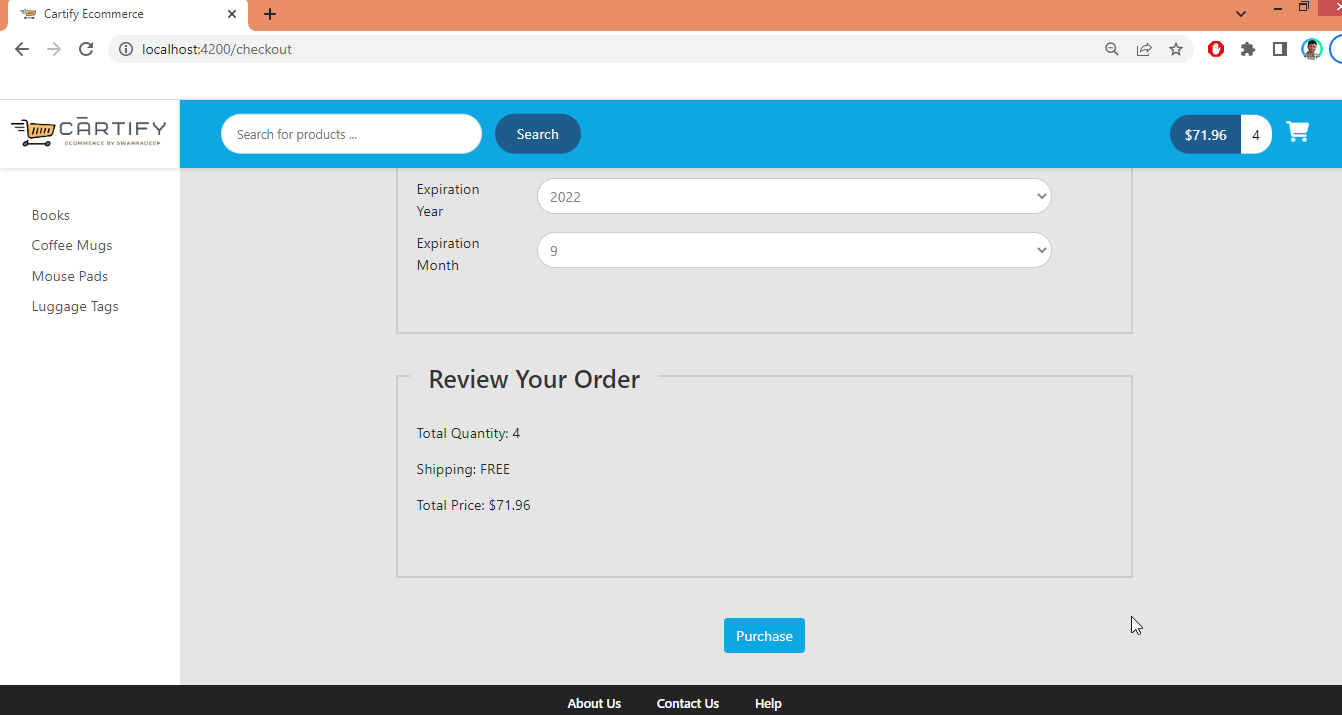 Cartify Ecommerce
localhost:4200/checkout
CĀRTIFY
ECOMMERCE BY SWARNADEEP
Search for products ...
Search
$71.96 4
Books
Coffee Mugs
Mouse Pads
Luggage Tags
Expiration
Year
2022
Expiration
Month
9
Review Your Order
Total Quantity: 4
Shipping: FREE
Total Price: $71.96
Purchase
About Us Contact Us Help